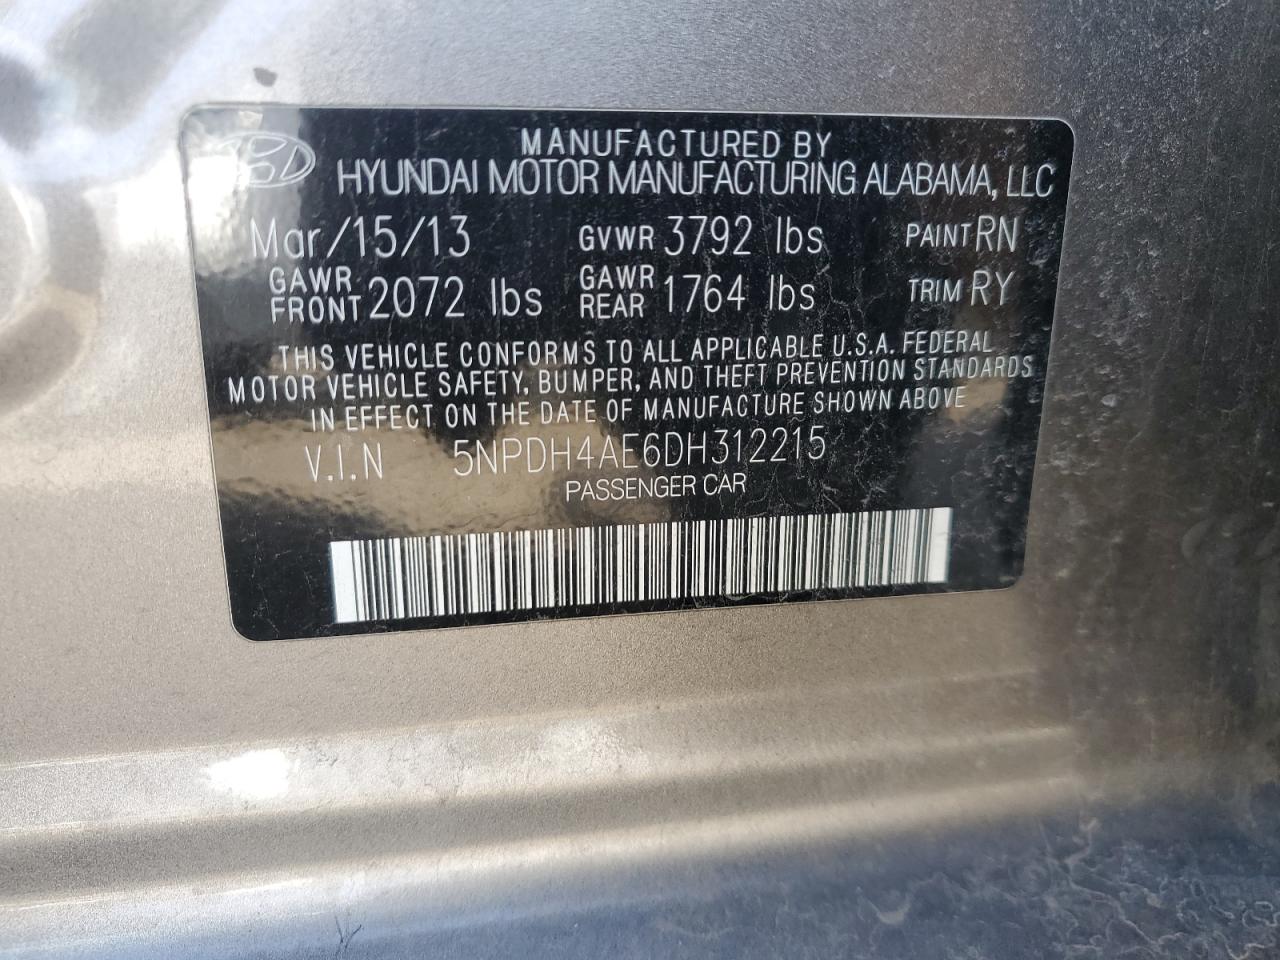 MANUFACTURED BY
HYUNDAI MOTOR MANUFACTURING ALABAMA, LLC
Mar/15/13 GVWR 3792 lbs PAINT RN
GAWR FRONT 2072 lbs GAWR REAR 1764 lbs TRIM RY
THIS VEHICLE CONFORMS TO ALL APPLICABLE U.S.A. FEDERAL
MOTOR VEHICLE SAFETY, BUMPER, AND THEFT PREVENTION STANDARDS
IN EFFECT ON THE DATE OF MANUFACTURE SHOWN ABOVE
V.I.N 5NPDH4AE6DH312215
PASSENGER CAR